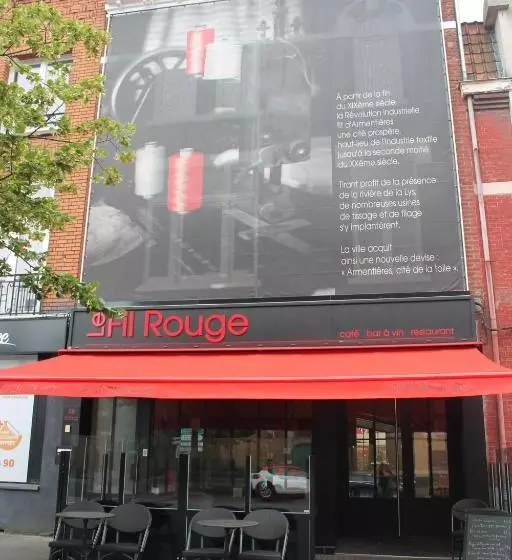 À partir de la fin
du XIXème siècle
la Révolution Industrielle
fit d'Armentières
une cité prospère,
haut-lieu de l'industrie textile
jusqu'à la seconde moitié
du XXème siècle.
Tirant profit de la présence
de la rivière de la Lys,
de nombreuses usines
de tissage et de filage
s'y implantèrent.
La ville acquit
ainsi une nouvelle devise :
« Armentières, cité de la toile ».
le Fil Rouge
café bar à vin restaurant
90